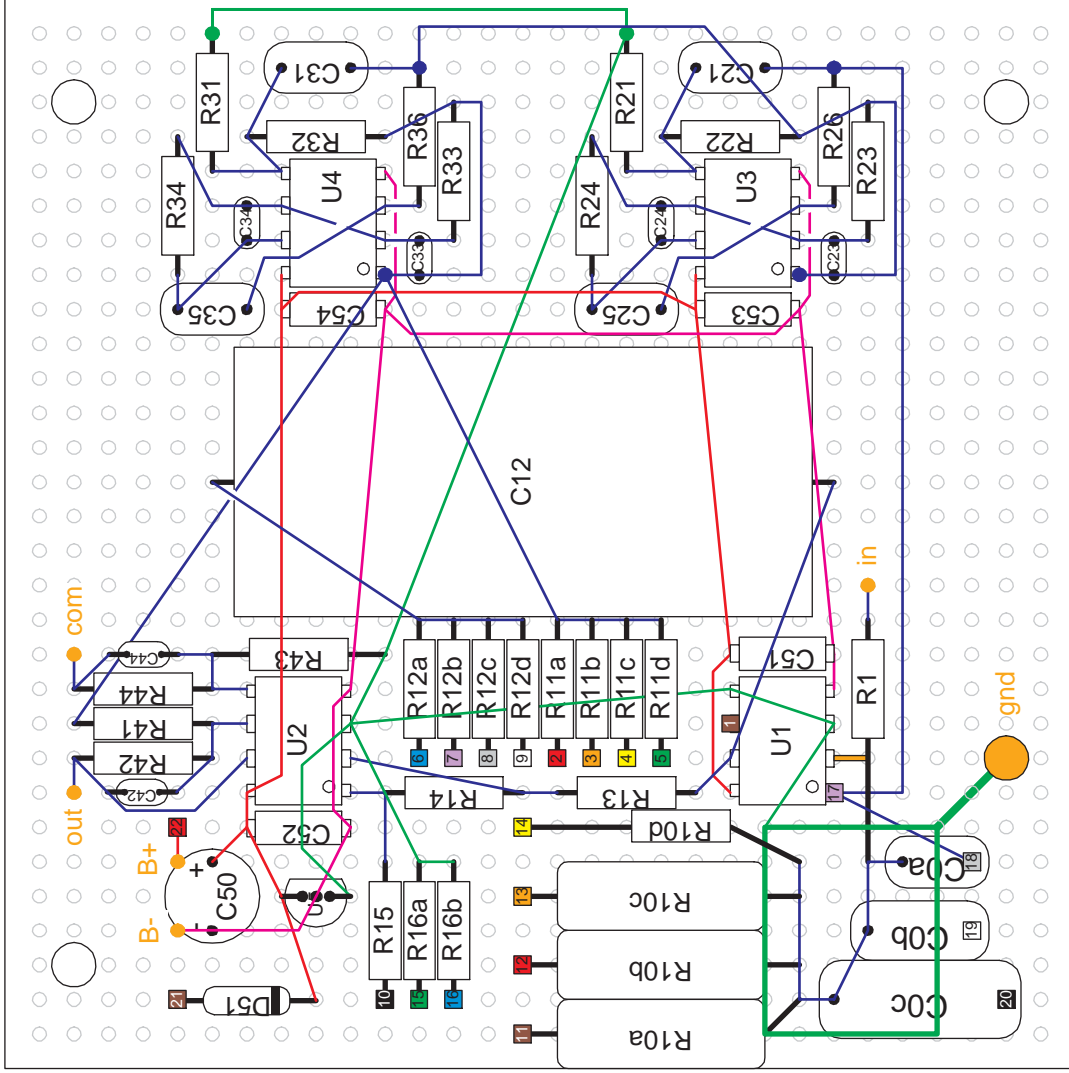 R31
C31
R36
R32
R33
R34
U4
C34
C33
C35
C54
R21
C21
R26
R22
R23
R24
U3
C24
C23
C25
C53
C12
in
com
C44
R43
R44
R41
R42
C42
U2
out
R12a
R12b
R12c
R12d
R11a
R11b
R11c
R11d
6
7
8
9
2
3
4
5
C51
1
U1
R1
gnd
R14
R13
17
22
C52
14
R10d
B+
B-
+
-
C50
U5
R15
R16a
R16b
13
R10c
12
R10b
11
R10a
C0a
18
C0b
19
C0c
20
21
D51
10
15
16